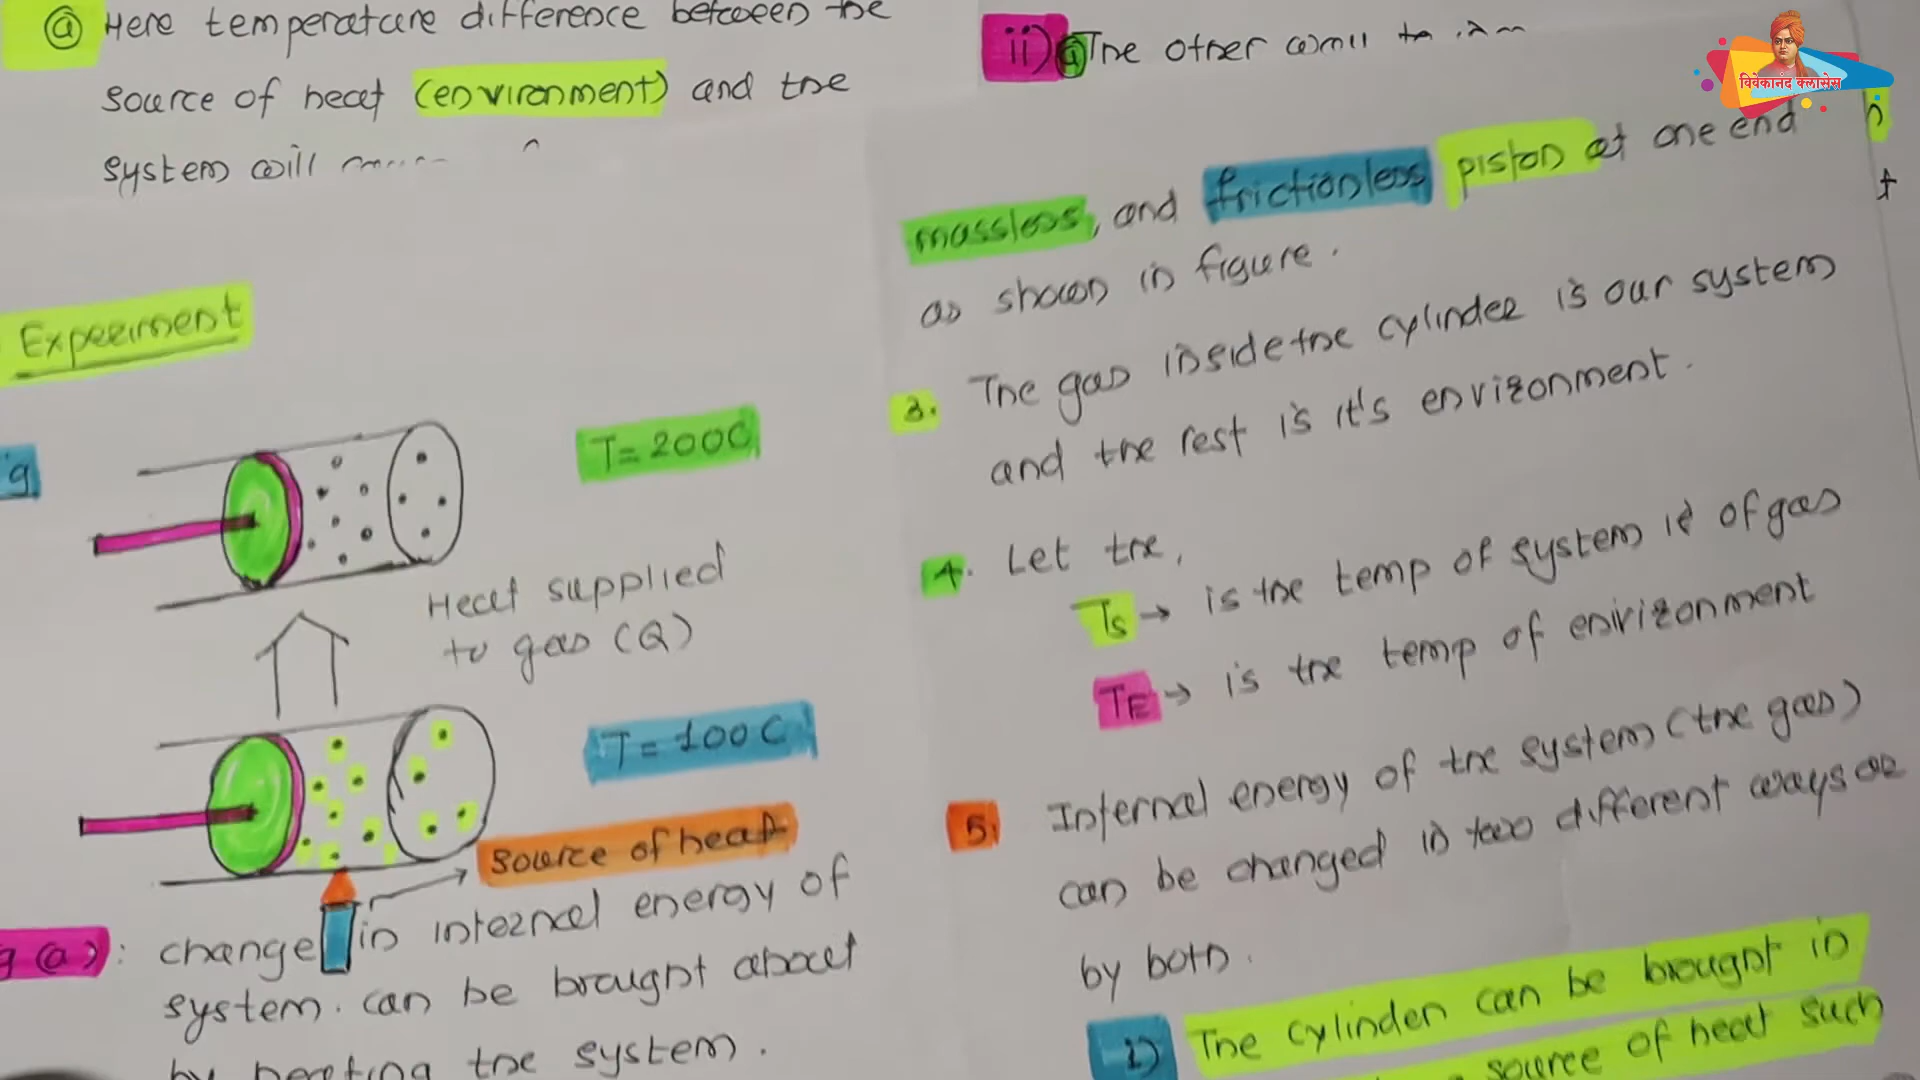 a Here temperature difference between the
source of heat (environment) and the
system will
Experiment
T= 200C
Heat supplied
to gas (Q)
T= 100C
source of heat
(a): change in internal energy of
system. can be brought about
by heating the system.
ii) a The other
massless, and frictionless piston at one end
as shown in figure.
3. The gas inside the cylinder is our system
and the rest is it's environment.
4. Let the,
Ts → is the temp of system ie of gas
TE → is the temp of environment
5. Internal energy of the system (the gas)
can be changed in two different ways or
by both.
i) The cylinder can be brought in
source of heat such
विवेकानंद क्लासेस